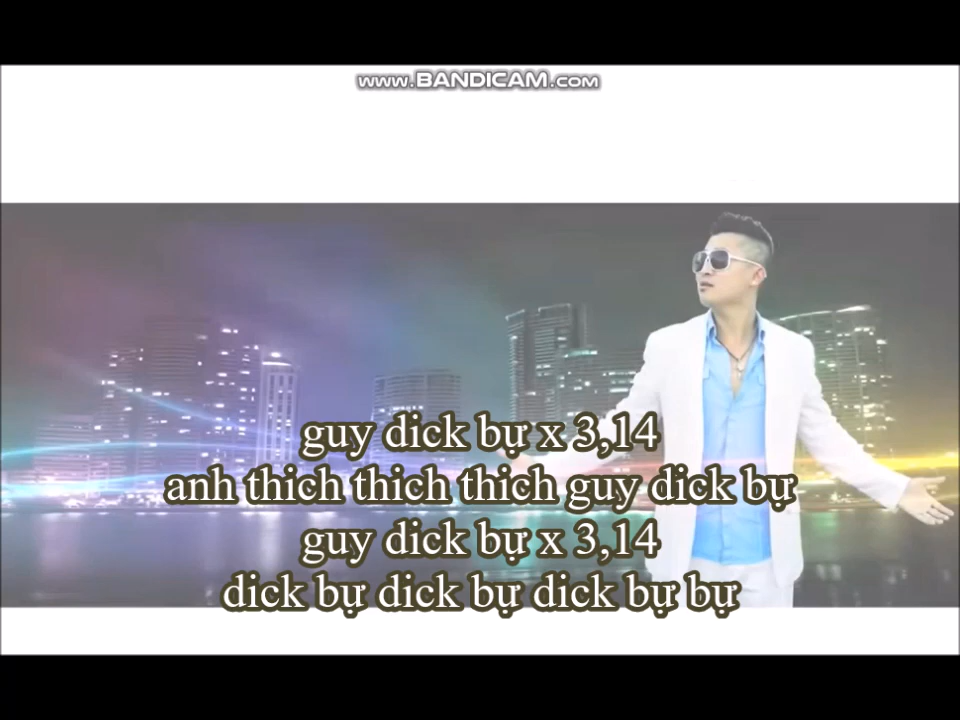 www.BANDICAM.com
guy dick bự x 3,14
anh thich thich thich guy dick bự
guy dick bự x 3,14
dick bự dick bự dick bự bự